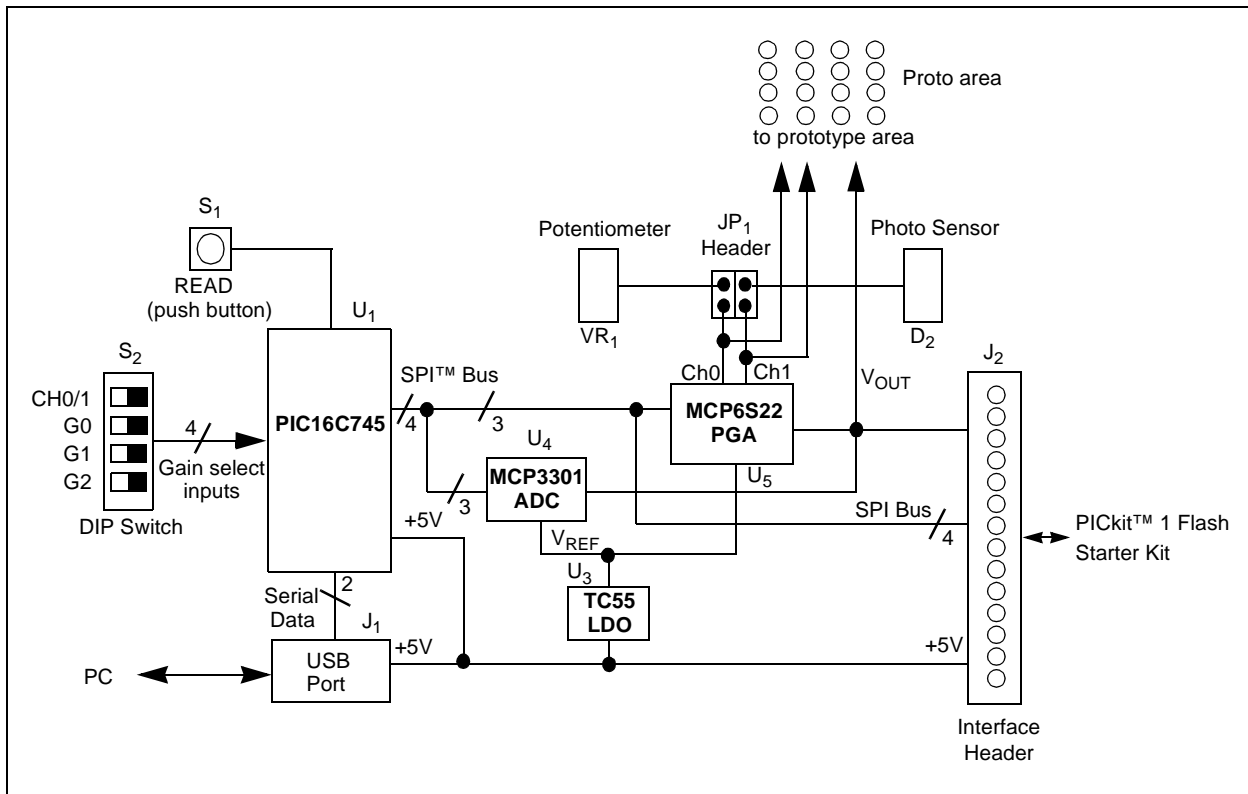 Proto area
to prototype area
S1
READ
(push button)
Potentiometer
VR1
JP1
Header
Photo Sensor
D2
U1
PIC16C745
S2
CH0/1
G0
G1
G2
DIP Switch
4
Gain select
inputs
SPI™ Bus
4
3
3
Ch0
Ch1
MCP6S22
PGA
U5
VOUT
U4
MCP3301
ADC
VREF
U3
TC55
LDO
+5V
2
Serial
Data
J1
USB
Port
+5V
PC
SPI Bus
4
+5V
J2
PICkit™ 1 Flash
Starter Kit
Interface
Header